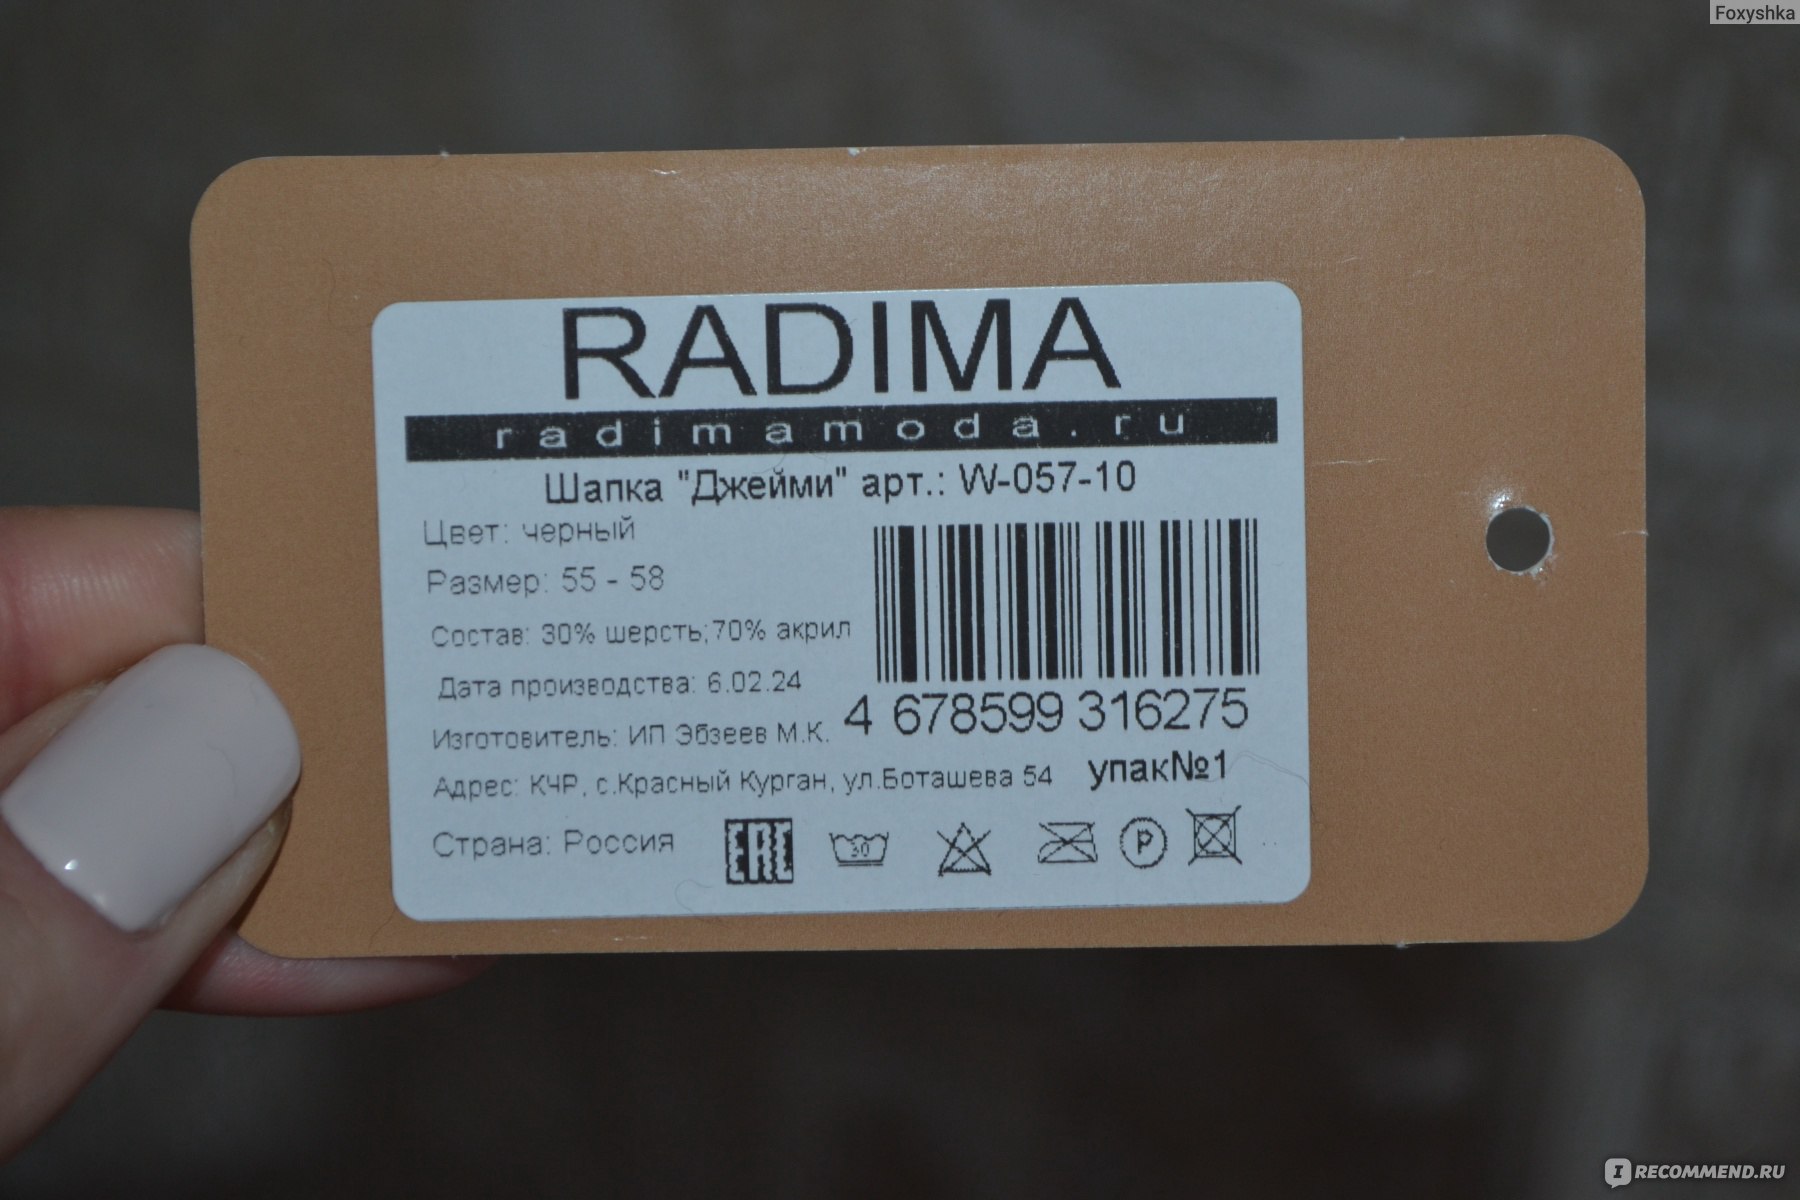 Foxyshka
RADIMA
radimamoda.ru
Шапка "Джейми" арт.: W-057-10
Цвет: черный
Размер: 55 - 58
Состав: 30% шерсть;70% акрил
Дата производства: 6.02.24
Изготовитель: ИП Эбзеев М.К.
4 678599 316275
Адрес: КЧР, с.Красный Курган, ул.Боташева 54
упак№1
Страна: Россия
EAC
30
P
IRECOMMEND.RU